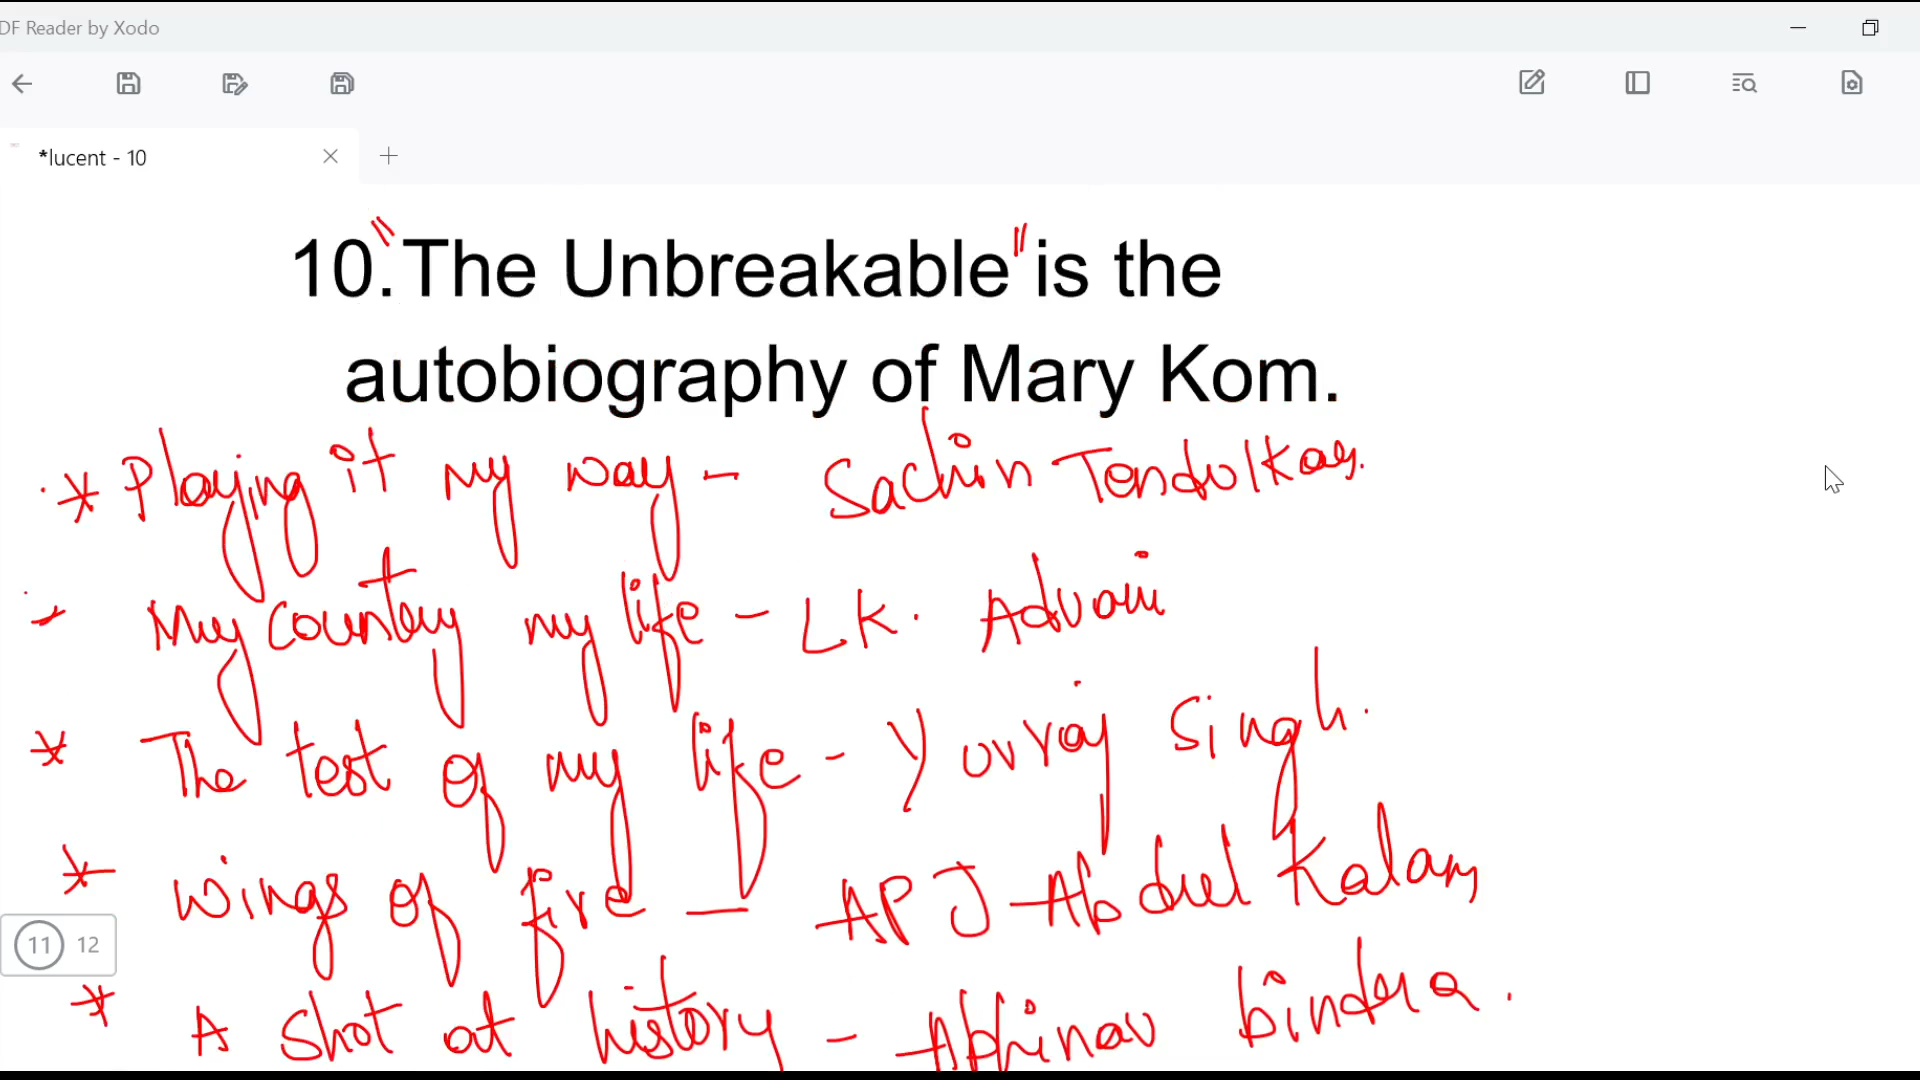 DF Reader by Xodo
*lucent - 10
10."The Unbreakable" is the
autobiography of Mary Kom.
* Playing it my way - Sachin Tendulkar.
- My country my life - LK. Advani
* The test of my life - Yuvraj Singh.
* Wings of fire - APJ Abdul Kalam
11 12
* A shot at history - Abhinav bindra.